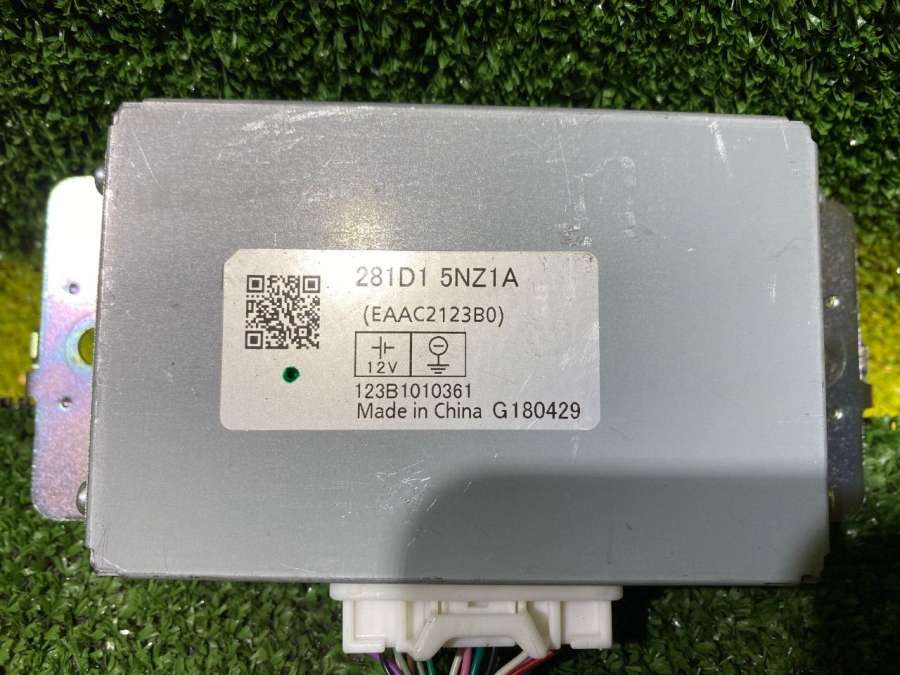 281D1 5NZ1A
(EAAC2123B0)
12V
123B1010361
Made in China G180429